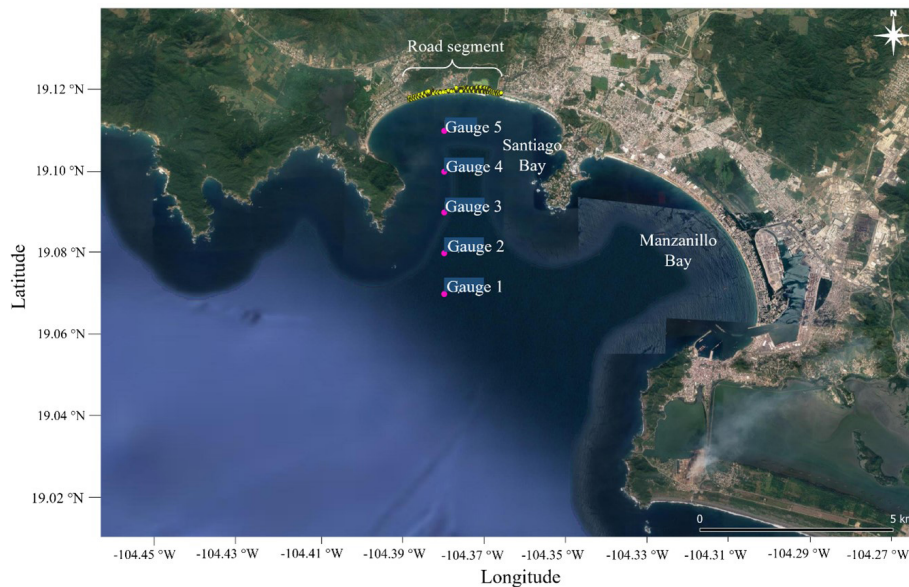 N
Road segment
19.12 °N
Gauge 5
Santiago
Bay
19.10 °N
Gauge 4
Gauge 3
Manzanillo
Bay
19.08 °N
Gauge 2
Gauge 1
19.06 °N
19.04 °N
19.02 °N
Latitude
0 5 km
-104.45 °W -104.43 °W -104.41 °W -104.39 °W -104.37 °W -104.35 °W -104.33 °W -104.31 °W -104.29 °W -104.27 °W
Longitude